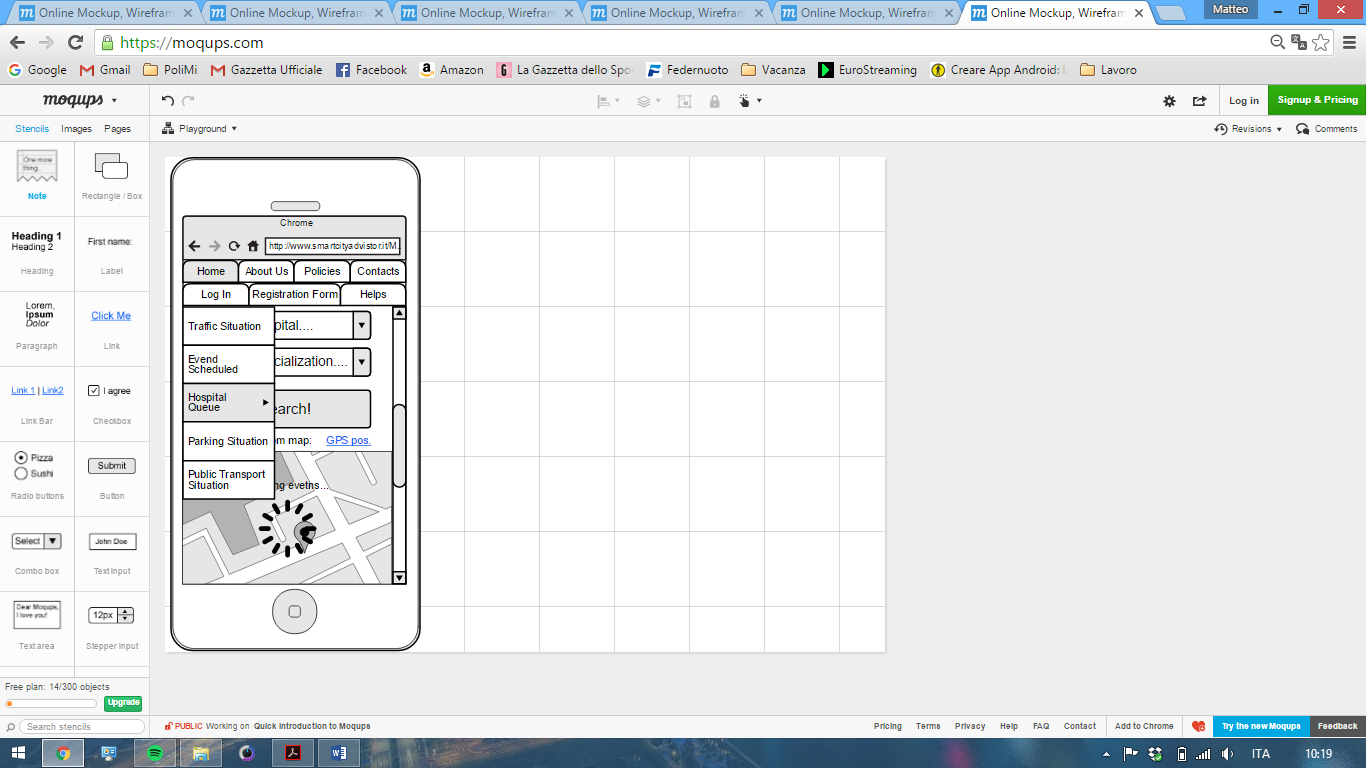 Online Mockup, Wirefram
Online Mockup, Wirefram
Online Mockup, Wirefram
Online Mockup, Wirefram
Online Mockup, Wirefram
Online Mockup, Wirefram
Matteo
https://moqups.com
Google
Gmail
PoliMi
Gazzetta Ufficiale
Facebook
Amazon
La Gazzetta dello Spo
Federnuoto
Vacanza
EuroStreaming
Creare App Android:
Lavoro
moqups
Log in
Signup & Pricing
Stencils
Images
Pages
Playground
Revisions
Comments
One more
thing.
Note
Rectangle / Box
Heading 1
Heading 2
Heading
First name:
Label
Lorem,
Ipsum
Dolor
Paragraph
Click Me
Link
Link 1 | Link2
Link Bar
I agree
Checkbox
Pizza
Sushi
Radio buttons
Submit
Button
Select
Combo box
John Doe
Text input
Dear Moqups,
I love you!
Text area
12px
Stepper input
Free plan: 14/300 objects
Upgrade
Search stencils
Chrome
http://www.smartcityadvistor.it/M
Home
About Us
Policies
Contacts
Log In
Registration Form
Helps
Traffic Situation
pital....
Evend
Scheduled
cialization....
Hospital
Queue
earch!
Parking Situation
om map:
GPS pos.
Public Transport
Situation
ng evetns...
PUBLIC Working on Quick Introduction to Moqups
Pricing
Terms
Privacy
Help
FAQ
Contact
Add to Chrome
Try the new Moqups
Feedback
ITA
10:19